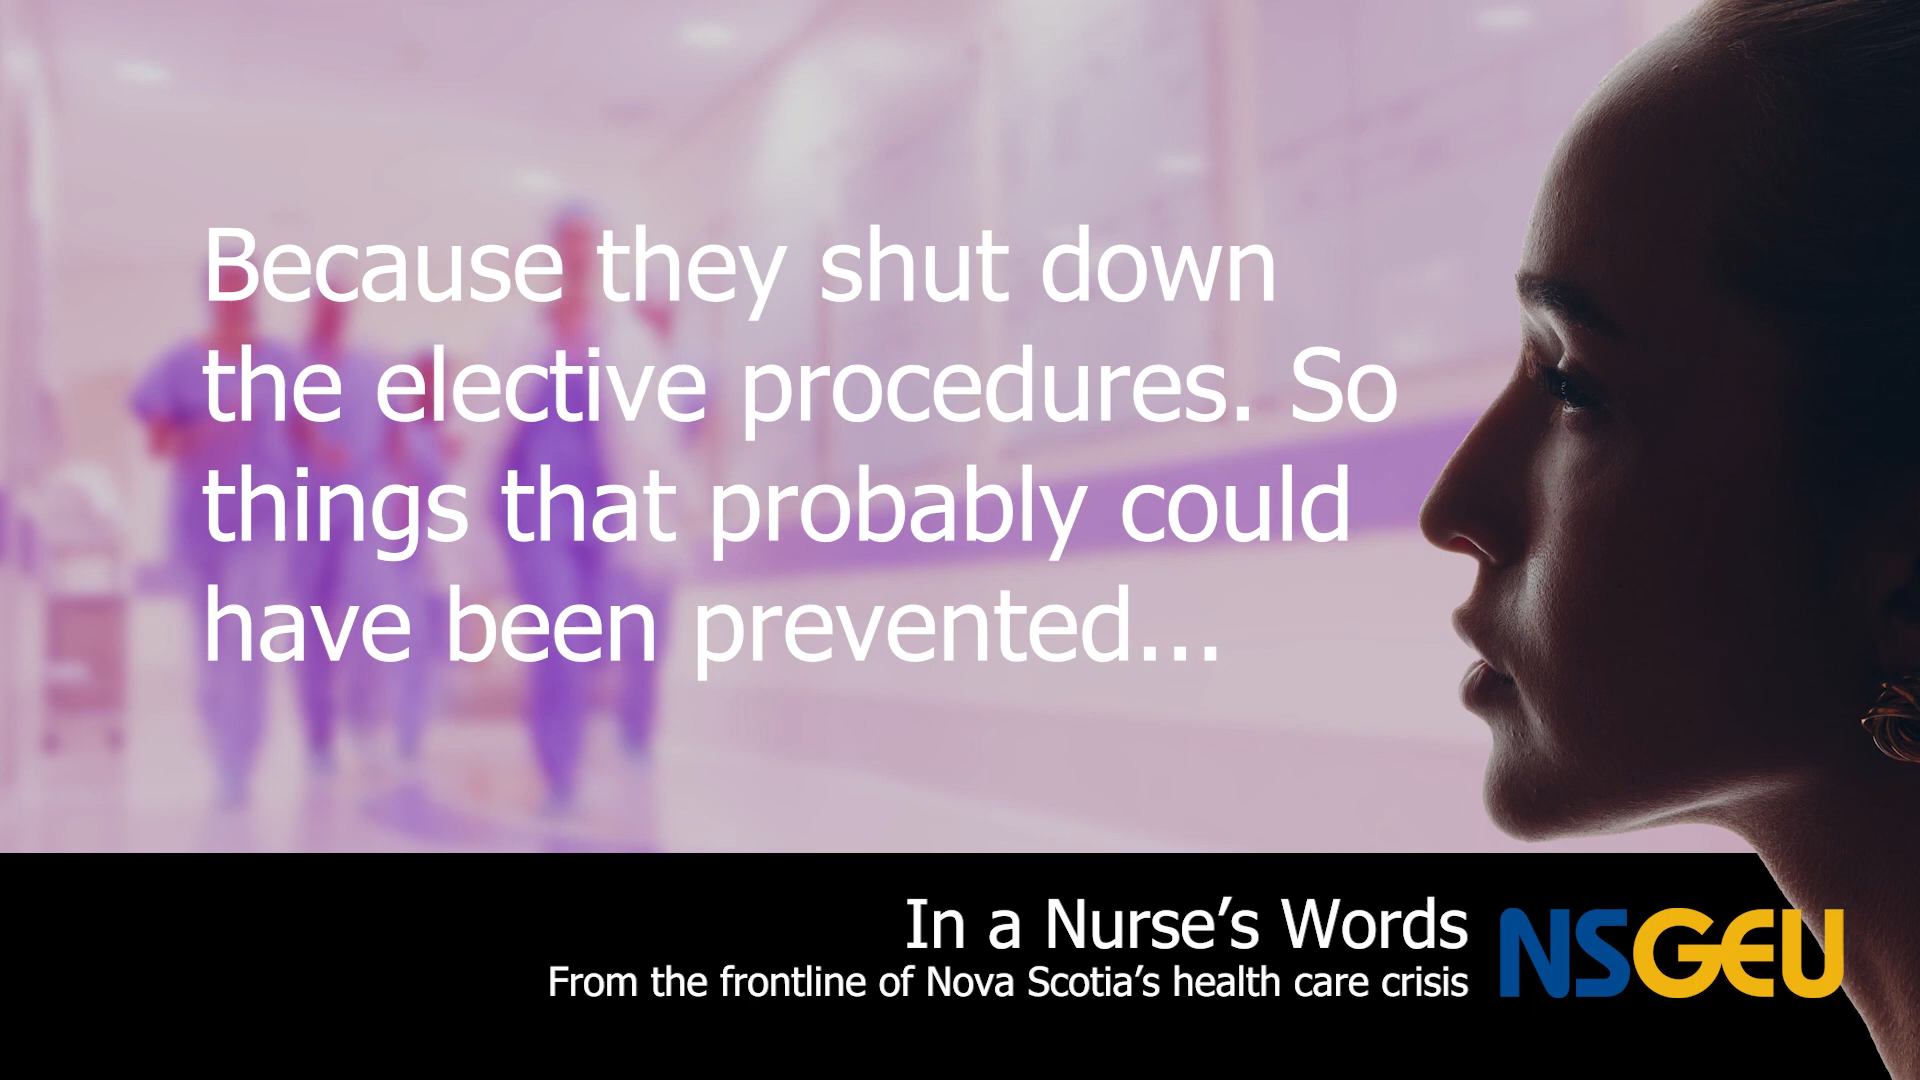 Because they shut down
the elective procedures. So
things that probably could
have been prevented...
In a Nurse’s Words
From the frontline of Nova Scotia’s health care crisis
NSGEU